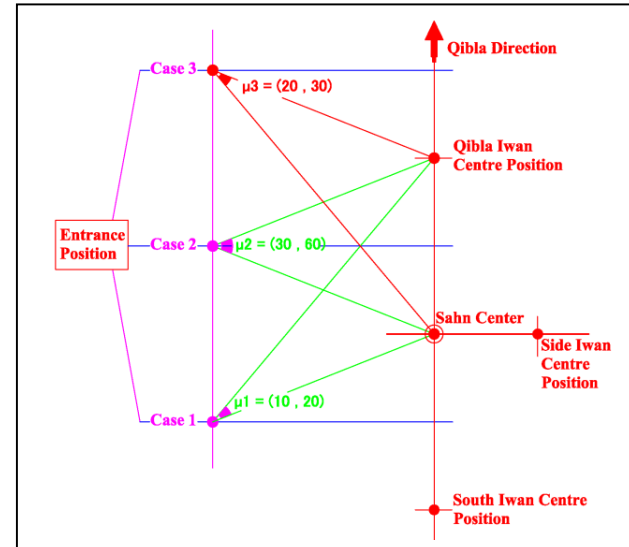 Qibla Direction
Case 3
μ3 = (20 , 30)
Qibla Iwan
Centre Position
Entrance
Position
Case 2
μ2 = (30 , 60)
Sahn Center
Side Iwan
Centre
Position
μ1 = (10 , 20)
Case 1
South Iwan Centre
Position